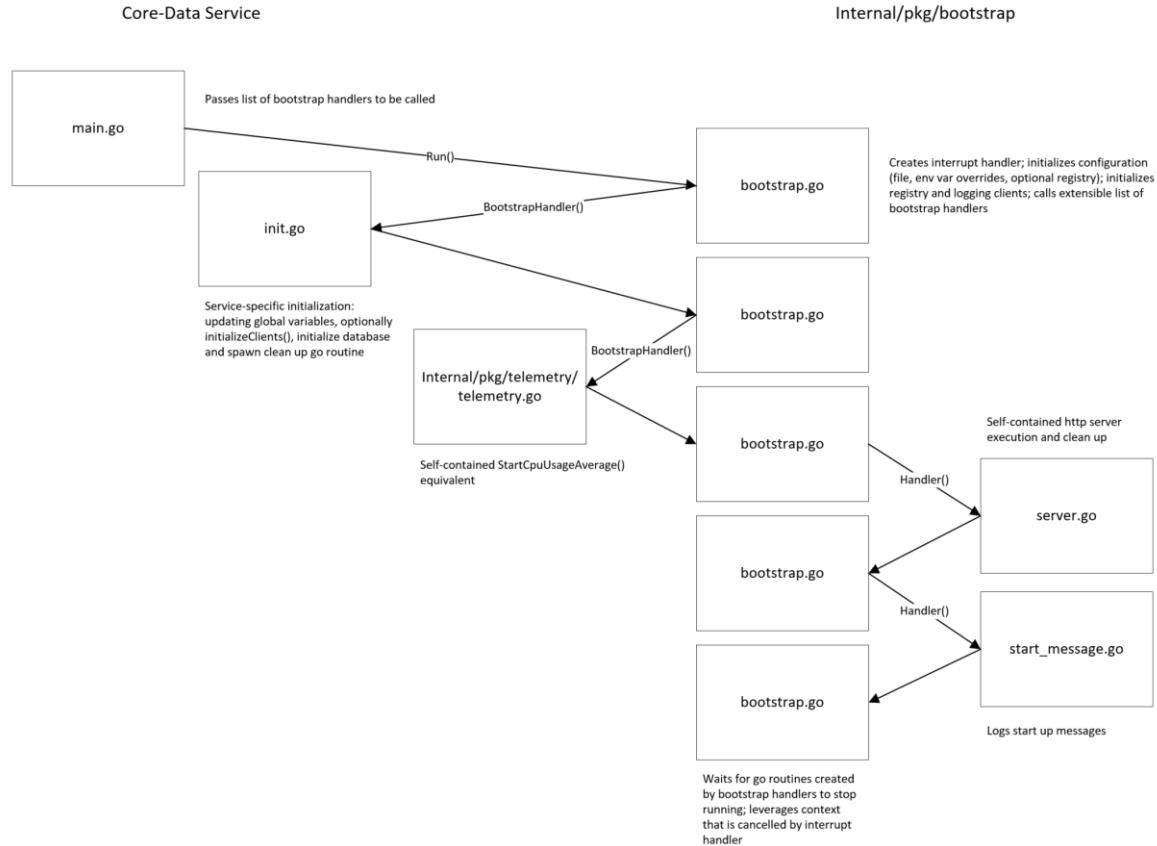 Core-Data Service
Internal/pkg/bootstrap
main.go
Passes list of bootstrap handlers to be called
Run()
bootstrap.go
Creates interrupt handler; initializes configuration
(file, env var overrides, optional registry); initializes
registry and logging clients; calls extensible list of
bootstrap handlers
BootstrapHandler()
init.go
Service-specific initialization:
updating global variables, optionally
initializeClients(), initialize database
and spawn clean up go routine
bootstrap.go
BootstrapHandler()
Internal/pkg/telemetry/
telemetry.go
Self-contained StartCpuUsageAverage()
equivalent
bootstrap.go
Self-contained http server
execution and clean up
Handler()
server.go
bootstrap.go
Handler()
start_message.go
Logs start up messages
bootstrap.go
Waits for go routines created
by bootstrap handlers to stop
running; leverages context
that is cancelled by interrupt
handler